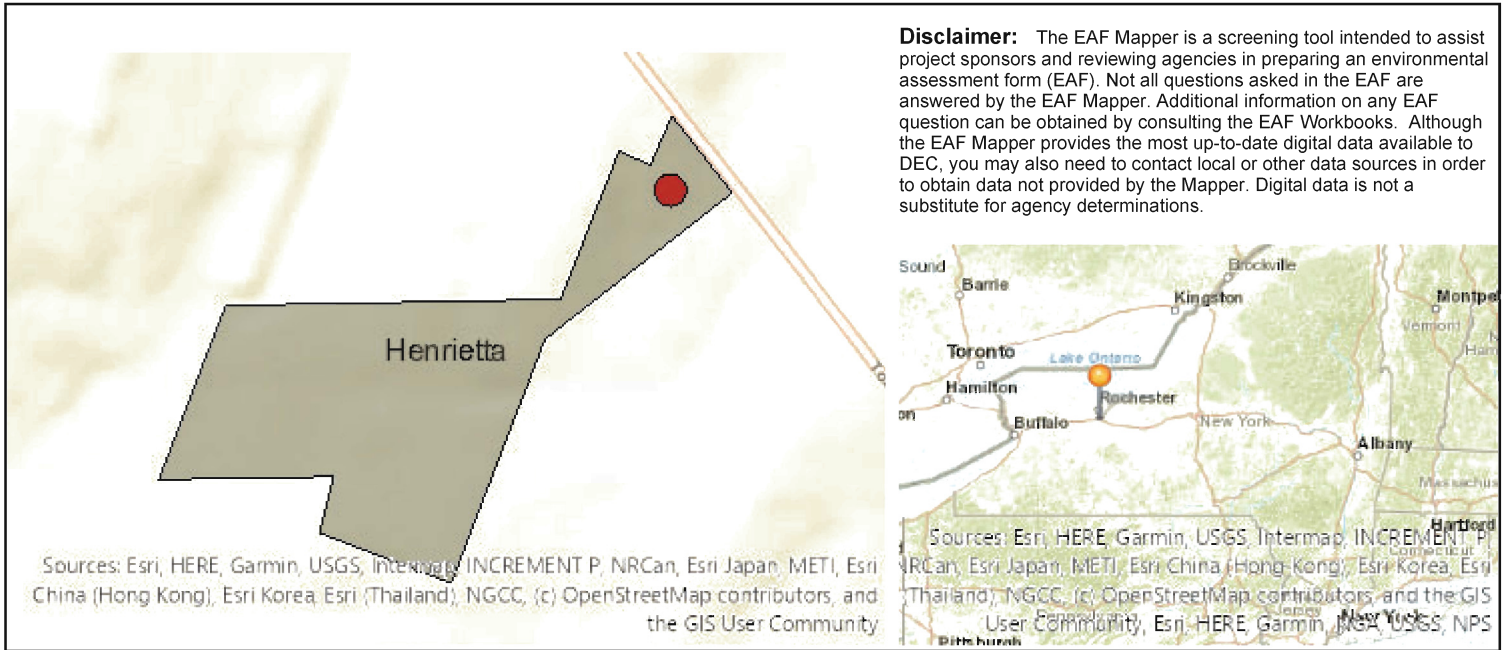 Disclaimer: The EAF Mapper is a screening tool intended to assist
project sponsors and reviewing agencies in preparing an environmental
assessment form (EAF). Not all questions asked in the EAF are
answered by the EAF Mapper. Additional information on any EAF
question can be obtained by consulting the EAF Workbooks. Although
the EAF Mapper provides the most up-to-date digital data available to
DEC, you may also need to contact local or other data sources in order
to obtain data not provided by the Mapper. Digital data is not a
substitute for agency determinations.
Henrietta
Sources: Esri, HERE, Garmin, USGS, Intermap, INCREMENT P, NRCan, Esri Japan, METI, Esri
China (Hong Kong), Esri Korea, Esri (Thailand), NGCC, (c) OpenStreetMap contributors, and
the GIS User Community
Sound
Barrie
Brockville
Kingston
Montpel
Vermont
Ham
Toronto
Lake Ontario
Hamilton
Rochester
on
Buffalo
New York
Albany
Massachus
Hartford
Connecticut
Sources: Esri, HERE, Garmin, USGS, Intermap, INCREMENT P,
NRCan, Esri Japan, METI, Esri China (Hong Kong), Esri Korea, Esri
(Thailand), NGCC, (c) OpenStreetMap contributors, and the GIS
User Community, Esri, HERE, Garmin, NGA, USGS, NPS
Pennsylvania
Jersey
New York
Pittsburgh